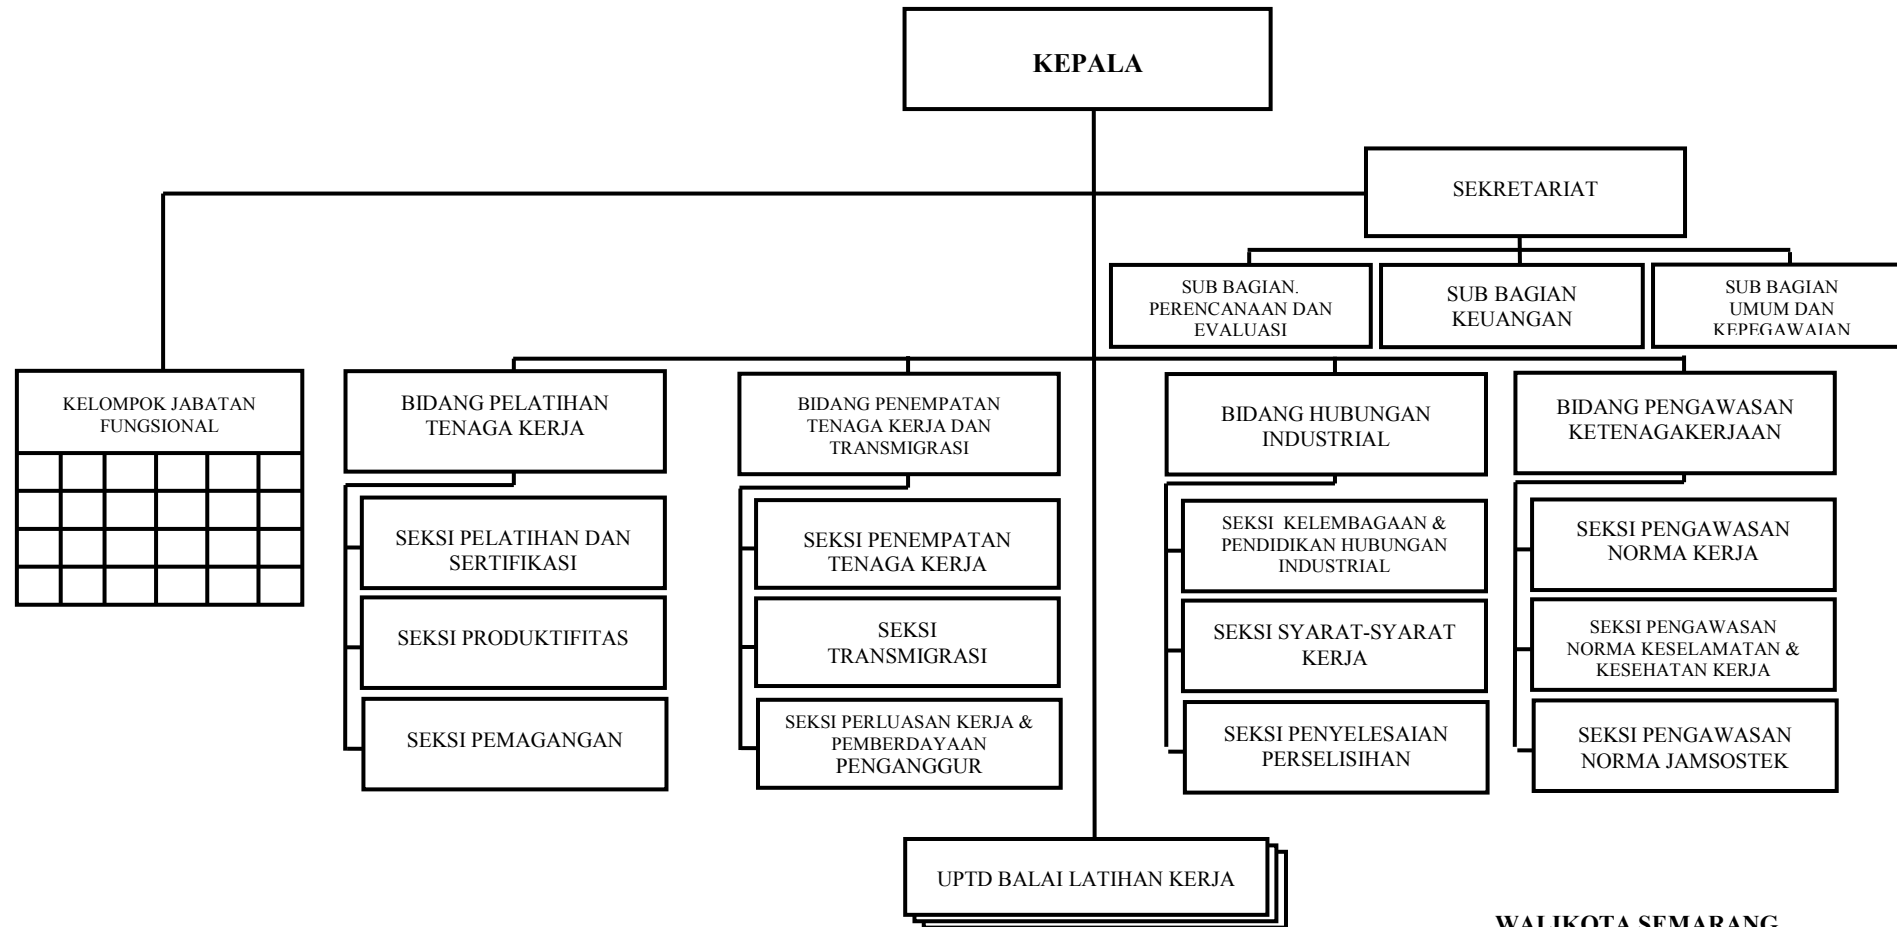 KEPALA
SEKRETARIAT
SUB BAGIAN.
PERENCANAAN DAN
EVALUASI
SUB BAGIAN
KEUANGAN
SUB BAGIAN
UMUM DAN
KEPEGAWAIAN
KELOMPOK JABATAN
FUNGSIONAL
BIDANG PELATIHAN
TENAGA KERJA
BIDANG PENEMPATAN
TENAGA KERJA DAN
TRANSMIGRASI
BIDANG HUBUNGAN
INDUSTRIAL
BIDANG PENGAWASAN
KETENAGAKERJAAN
SEKSI PELATIHAN DAN
SERTIFIKASI
SEKSI PRODUKTIFITAS
SEKSI PEMAGANGAN
SEKSI PENEMPATAN
TENAGA KERJA
SEKSI
TRANSMIGRASI
SEKSI PERLUASAN KERJA &
PEMBERDAYAAN
PENGANGGUR
SEKSI KELEMBAGAAN &
PENDIDIKAN HUBUNGAN
INDUSTRIAL
SEKSI SYARAT-SYARAT
KERJA
SEKSI PENYELESAIAN
PERSELISIHAN
SEKSI PENGAWASAN
NORMA KERJA
SEKSI PENGAWASAN
NORMA KESELAMATAN &
KESEHATAN KERJA
SEKSI PENGAWASAN
NORMA JAMSOSTEK
UPTD BALAI LATIHAN KERJA
WALIKOTA SEMARANG